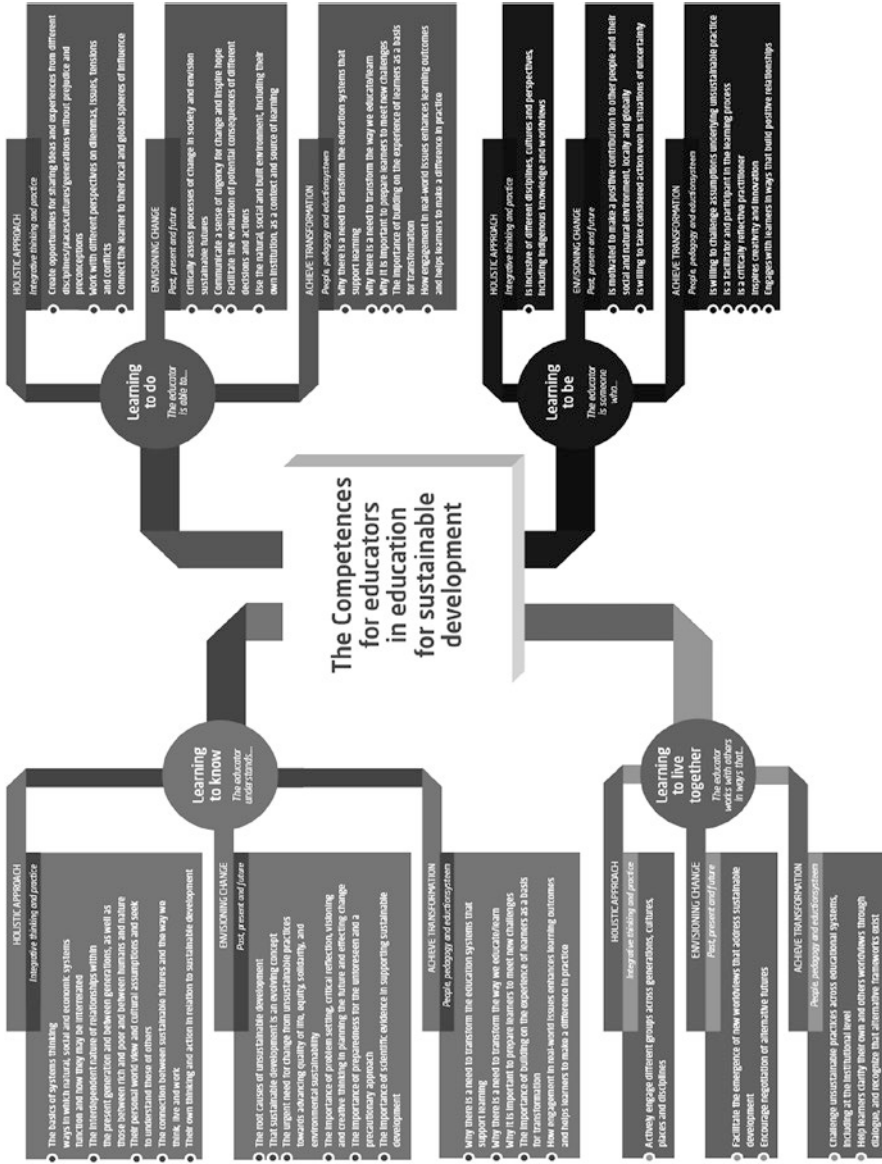 The Competences
for educators
in education
for sustainable
development
Learning
to know
The educator
understands...
HOLISTIC APPROACH
Integrative thinking and practice
The basics of systems thinking
ways in which natural, social and economic systems
function and how they may be interreated
The interdependent nature of relationships within
the present generation and between generations, as well as
those between rich and poor and between humans and nature
Their personal world view and cultural assumptions and seek
to understand those of others
The connection between sustainable futures and the way we
think, live and work
Their own thinking and action in relation to sustainable development
ENVISIONING CHANGE
Past, present and future
The root causes of unsustainable development
That sustainable development is an evolving concept
The urgent need for change from unsustainable practices
towards advancing quality of life, equity, solidarity, and
environmental sustainability
The importance of problem setting, critical reflection, visioning
and creative thinking in planning the future and effecting change
The importance of preparedness for the unforeseen and a
precautionary approach
The importance of scientific evidence in supporting sustainable
development
ACHIEVE TRANSFORMATION
People, pedagogy and eductionsysteem
Why there is a need to transform the education systems that
support learning
Why there is a need to transform the way we educate/learn
Why it is important to prepare learners to meet new challenges
The importance of building on the experience of learners as a basis
for transformation
How engagement in real-world issues enhances learning outcomes
and helps learners to make a difference in practice
Learning
to do
The educator
is able to...
HOLISTIC APPROACH
Integrative thinking and practice
Create opportunities for sharing ideas and experiences from different
disciplines/places/cultures/generations without prejudice and
preconceptions
Work with different perspectives on dilemmas, issues, tensions
and conflicts
Connect the learner to their local and global spheres of influence
ENVISIONING CHANGE
Past, present and future
Critically assess processes of change in society and envision
sustainable futures
Communicate a sense of urgency for change and inspire hope
Facilitate the evaluation of potential consequences of different
decisions and actions
Use the natural, social and built environment, including their
own institution, as a context and source of learning
ACHIEVE TRANSFORMATION
People, pedagogy and eductionsysteem
Why there is a need to transform the education systems that
support learning
Why there is a need to transform the way we educate/learn
Why it is important to prepare learners to meet new challenges
The importance of building on the experience of learners as a basis
for transformation
How engagement in real-world issues enhances learning outcomes
and helps learners to make a difference in practice
Learning
to live
together
The educator
works with others
in ways that...
HOLISTIC APPROACH
Integrative thinking and practice
Actively engage different groups across generations, cultures,
places and disciplines
ENVISIONING CHANGE
Past, present and future
Facilitate the emergence of new worldviews that address sustainable
development
Encourage negotiation of alternative futures
ACHIEVE TRANSFORMATION
People, pedagogy and eductionsysteem
Challenge unsustainable practices across educational systems,
including at the institutional level
Help learners clarify their own and others worldviews through
dialogue, and recognize that alternative frameworks exist
Learning
to be
The educator
is someone
who...
HOLISTIC APPROACH
Integrative thinking and practice
Is inclusive of different disciplines, cultures and perspectives,
including indigenous knowledge and worldviews
ENVISIONING CHANGE
Past, present and future
Is motivated to make a positive contribution to other people and their
social and natural environment, locally and globally
Is willing to take considered action even in situations of uncertainty
ACHIEVE TRANSFORMATION
People, pedagogy and eductionsysteem
Is willing to challenge assumptions underlying unsustainable practice
Is a facilitator and participant in the learning process
Is a critically reflective practitioner
Inspires creativity and innovation
Engages with learners in ways that build positive relationships